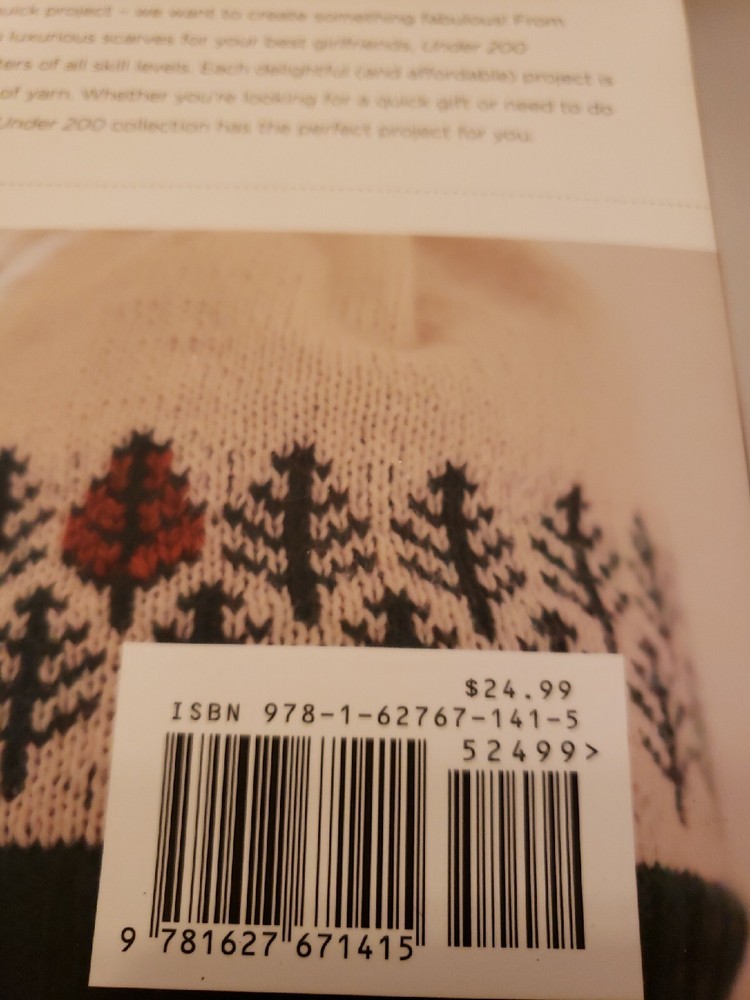 uick project – we want to create something fabulous! From
luxurious scarves for your best girlfriends, Under 200
ters of all skill levels. Each delightful (and affordable) project is
of yarn. Whether you're looking for a quick gift or need to do
Under 200 collection has the perfect project for you.
$24.99
ISBN 978-1-62767-141-5
52499>
9 781627 671415